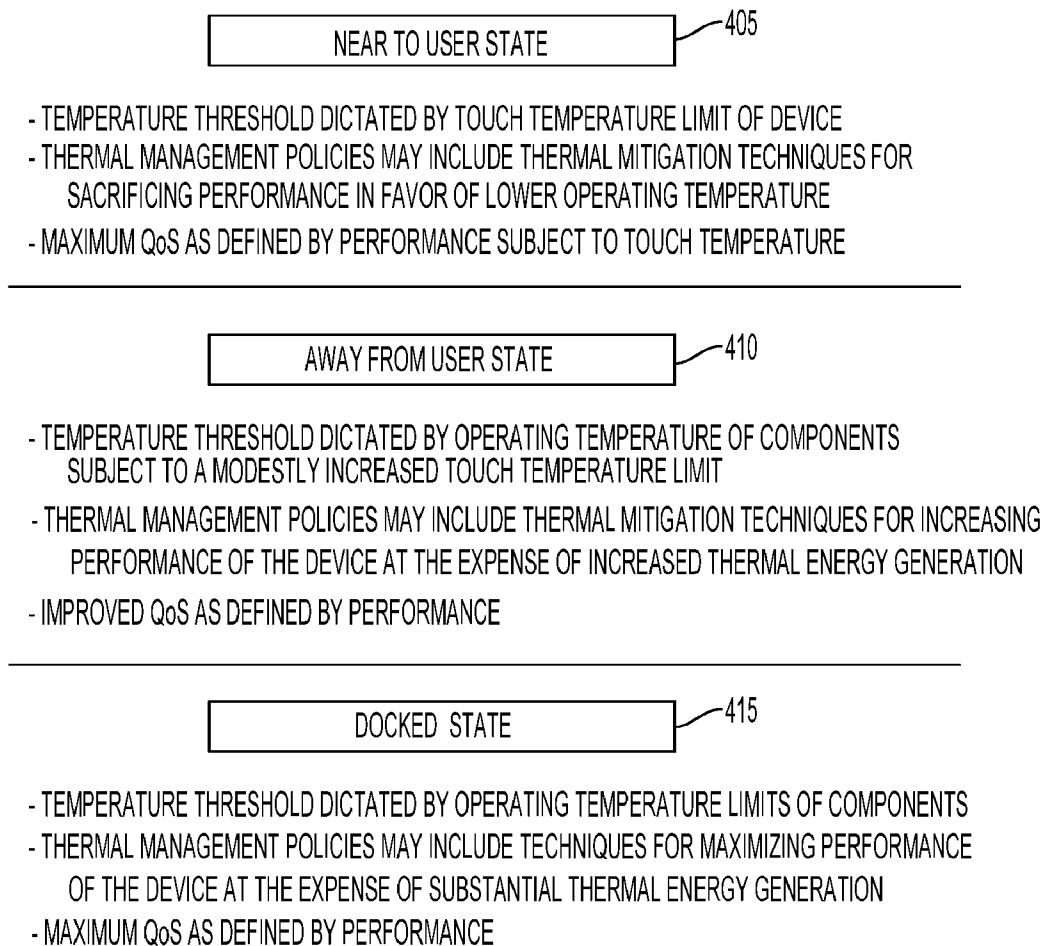 NEAR TO USER STATE
405
- TEMPERATURE THRESHOLD DICTATED BY TOUCH TEMPERATURE LIMIT OF DEVICE
- THERMAL MANAGEMENT POLICIES MAY INCLUDE THERMAL MITIGATION TECHNIQUES FOR
SACRIFICING PERFORMANCE IN FAVOR OF LOWER OPERATING TEMPERATURE
- MAXIMUM QoS AS DEFINED BY PERFORMANCE SUBJECT TO TOUCH TEMPERATURE
AWAY FROM USER STATE
410
- TEMPERATURE THRESHOLD DICTATED BY OPERATING TEMPERATURE OF COMPONENTS
SUBJECT TO A MODESTLY INCREASED TOUCH TEMPERATURE LIMIT
- THERMAL MANAGEMENT POLICIES MAY INCLUDE THERMAL MITIGATION TECHNIQUES FOR INCREASING
PERFORMANCE OF THE DEVICE AT THE EXPENSE OF INCREASED THERMAL ENERGY GENERATION
- IMPROVED QoS AS DEFINED BY PERFORMANCE
DOCKED STATE
415
- TEMPERATURE THRESHOLD DICTATED BY OPERATING TEMPERATURE LIMITS OF COMPONENTS
- THERMAL MANAGEMENT POLICIES MAY INCLUDE TECHNIQUES FOR MAXIMIZING PERFORMANCE
OF THE DEVICE AT THE EXPENSE OF SUBSTANTIAL THERMAL ENERGY GENERATION
- MAXIMUM QoS AS DEFINED BY PERFORMANCE